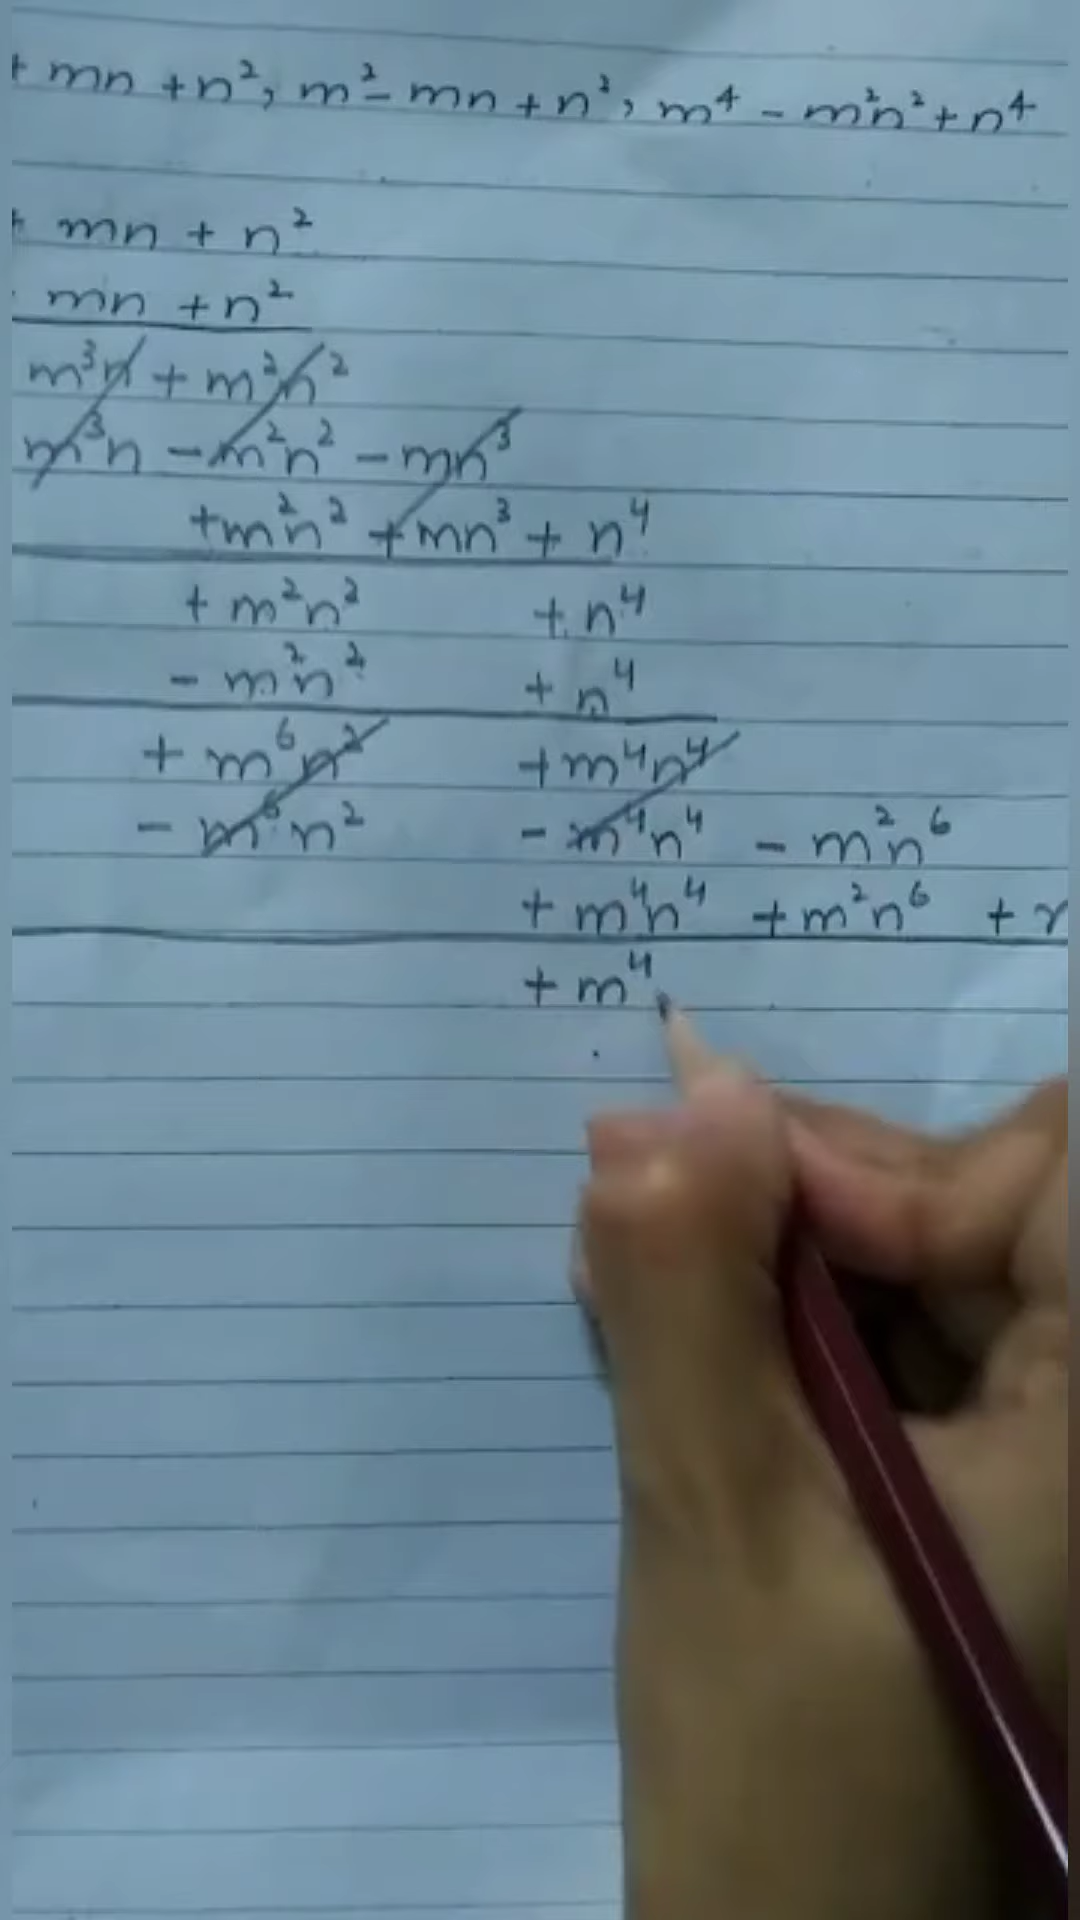 + mn + n², m² - mn + n², m⁴ - m²n² + n⁴
+ mn + n²
mn + n²
m³n + m²n²
m³n - m²n² - mn³
+ m²n² + mn³ + n⁴
+ m²n² + n⁴
- m²n² + n⁴
+ m⁶n² + m⁴n⁴
- m⁶n² - m⁴n⁴ - m²n⁶
+ m⁴n⁴ + m²n⁶ +
+ m⁴